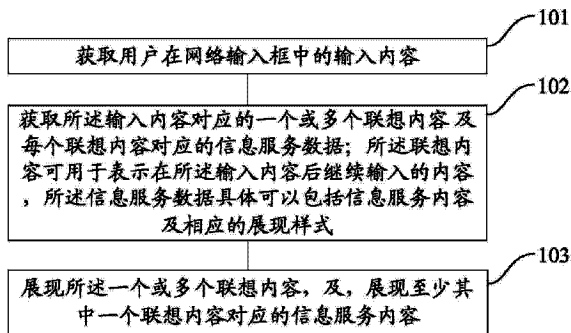 101
获取用户在网络输入框中的输入内容
102
获取所述输入内容对应的一个或多个联想内容及
每个联想内容对应的信息服务数据；所述联想内
容可用于表示在所述输入内容后继续输入的内容
，所述信息服务数据具体可以包括信息服务内容
及相应的展现样式
103
展现所述一个或多个联想内容，及，展现至少其
中一个联想内容对应的信息服务内容